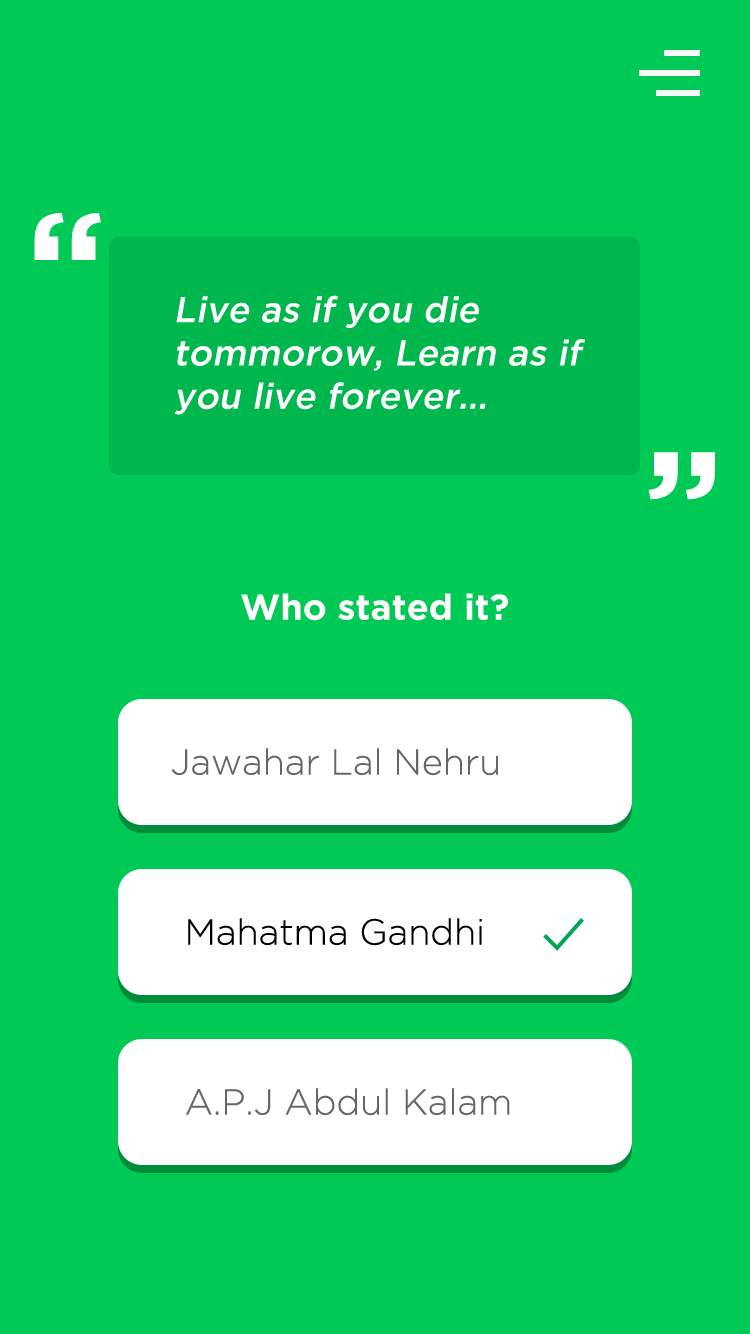 “
Live as if you die
tommorow, Learn as if
you live forever...
”
Who stated it?
Jawahar Lal Nehru
Mahatma Gandhi
A.P.J Abdul Kalam